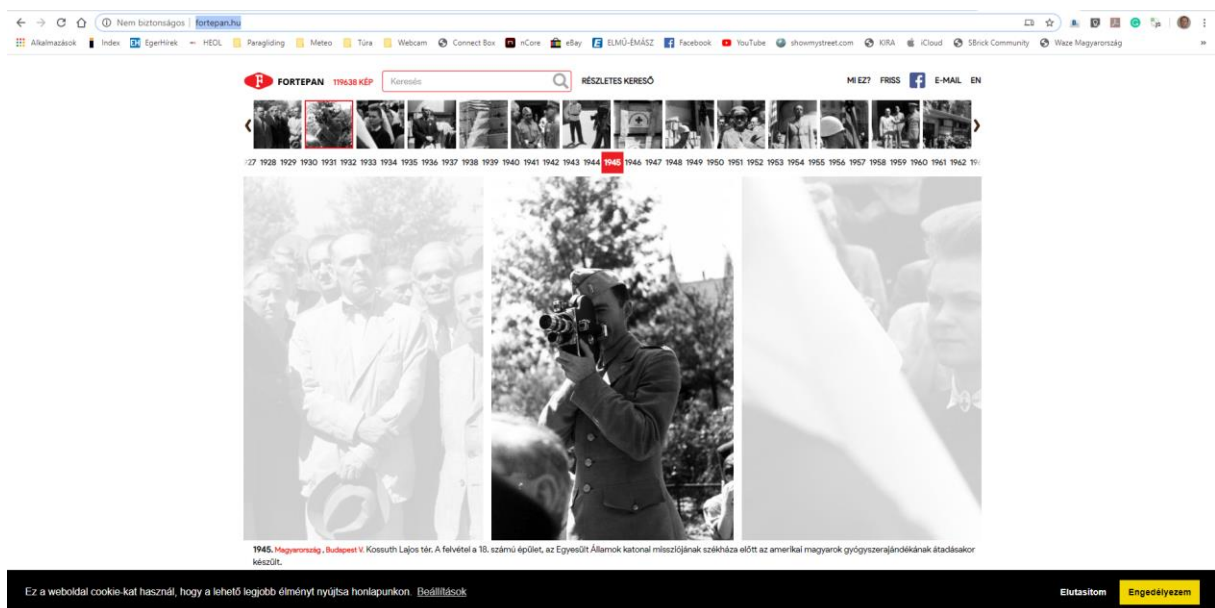 Nem biztonságos | fortepan.hu
Alkalmazások Index EgerHírek HEOL Paragliding Meteo Túra Webcam Connect Box nCore eBay ELMŰ-ÉMÁSZ Facebook YouTube showmystreet.com KIRA iCloud SBrick Community Waze Magyarország »
F FORTEPAN 119638 KÉP Keresés RÉSZLETES KERESŐ MI EZ? FRISS E-MAIL EN
27 1928 1929 1930 1931 1932 1933 1934 1935 1936 1937 1938 1939 1940 1941 1942 1943 1944 1945 1946 1947 1948 1949 1950 1951 1952 1953 1954 1955 1956 1957 1958 1959 1960 1961 1962
1945. Magyarország , Budapest V. Kossuth Lajos tér. A felvétel a 18. számú épület, az Egyesült Államok katonai missziójának székháza előtt az amerikai magyarok gyógyszerajándékának átadásakor
készült.
Ez a weboldal cookie-kat használ, hogy a lehető legjobb élményt nyújtsa honlapunkon. Beállítások Elutasítom Engedélyezem